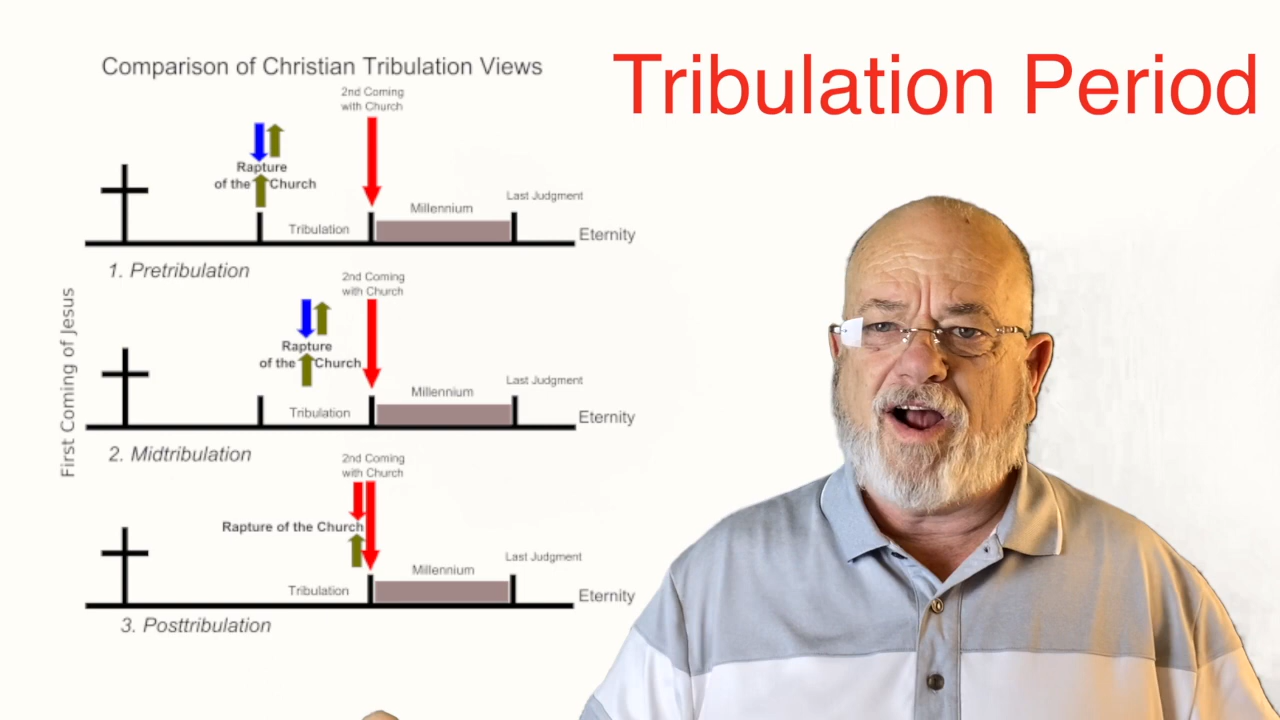 Comparison of Christian Tribulation Views
Tribulation Period
First Coming of Jesus
2nd Coming
with Church
Rapture
of the Church
Last Judgment
Millennium
Tribulation
Eternity
1. Pretribulation
2nd Coming
with Church
Rapture
of the Church
Last Judgment
Millennium
Tribulation
Eternity
2. Midtribulation
2nd Coming
with Church
Rapture of the Church
Last Judgment
Millennium
Tribulation
Eternity
3. Posttribulation